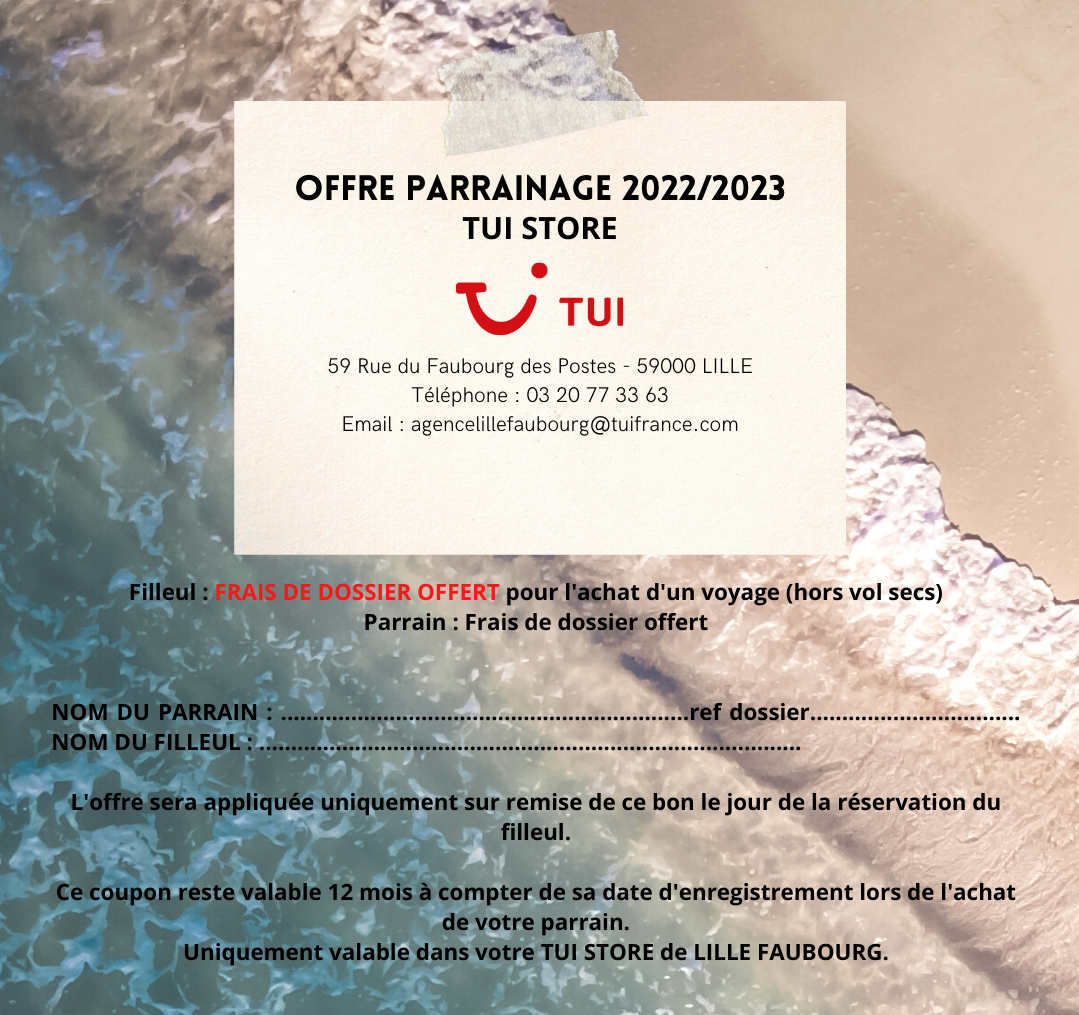 OFFRE PARRAINAGE 2022/2023
TUI STORE
TUI
59 Rue du Faubourg des Postes - 59000 LILLE
Téléphone : 03 20 77 33 63
Email : agencelillefaubourg@tuifrance.com
Filleul : FRAIS DE DOSSIER OFFERT pour l'achat d'un voyage (hors vol secs)
Parrain : Frais de dossier offert
NOM DU PARRAIN : ................................................................ref dossier.................................
NOM DU FILLEUL : .....................................................................................
L'offre sera appliquée uniquement sur remise de ce bon le jour de la réservation du
filleul.
Ce coupon reste valable 12 mois à compter de sa date d'enregistrement lors de l'achat
de votre parrain.
Uniquement valable dans votre TUI STORE de LILLE FAUBOURG.